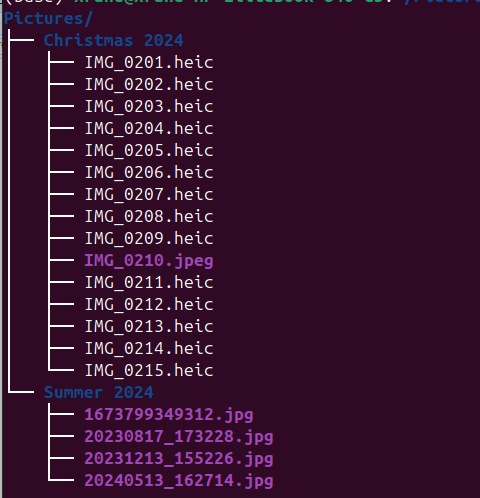 Pictures/
├── Christmas 2024
│   ├── IMG_0201.heic
│   ├── IMG_0202.heic
│   ├── IMG_0203.heic
│   ├── IMG_0204.heic
│   ├── IMG_0205.heic
│   ├── IMG_0206.heic
│   ├── IMG_0207.heic
│   ├── IMG_0208.heic
│   ├── IMG_0209.heic
│   ├── IMG_0210.jpeg
│   ├── IMG_0211.heic
│   ├── IMG_0212.heic
│   ├── IMG_0213.heic
│   ├── IMG_0214.heic
│   └── IMG_0215.heic
└── Summer 2024
    ├── 1673799349312.jpg
    ├── 20230817_173228.jpg
    ├── 20231213_155226.jpg
    └── 20240513_162714.jpg